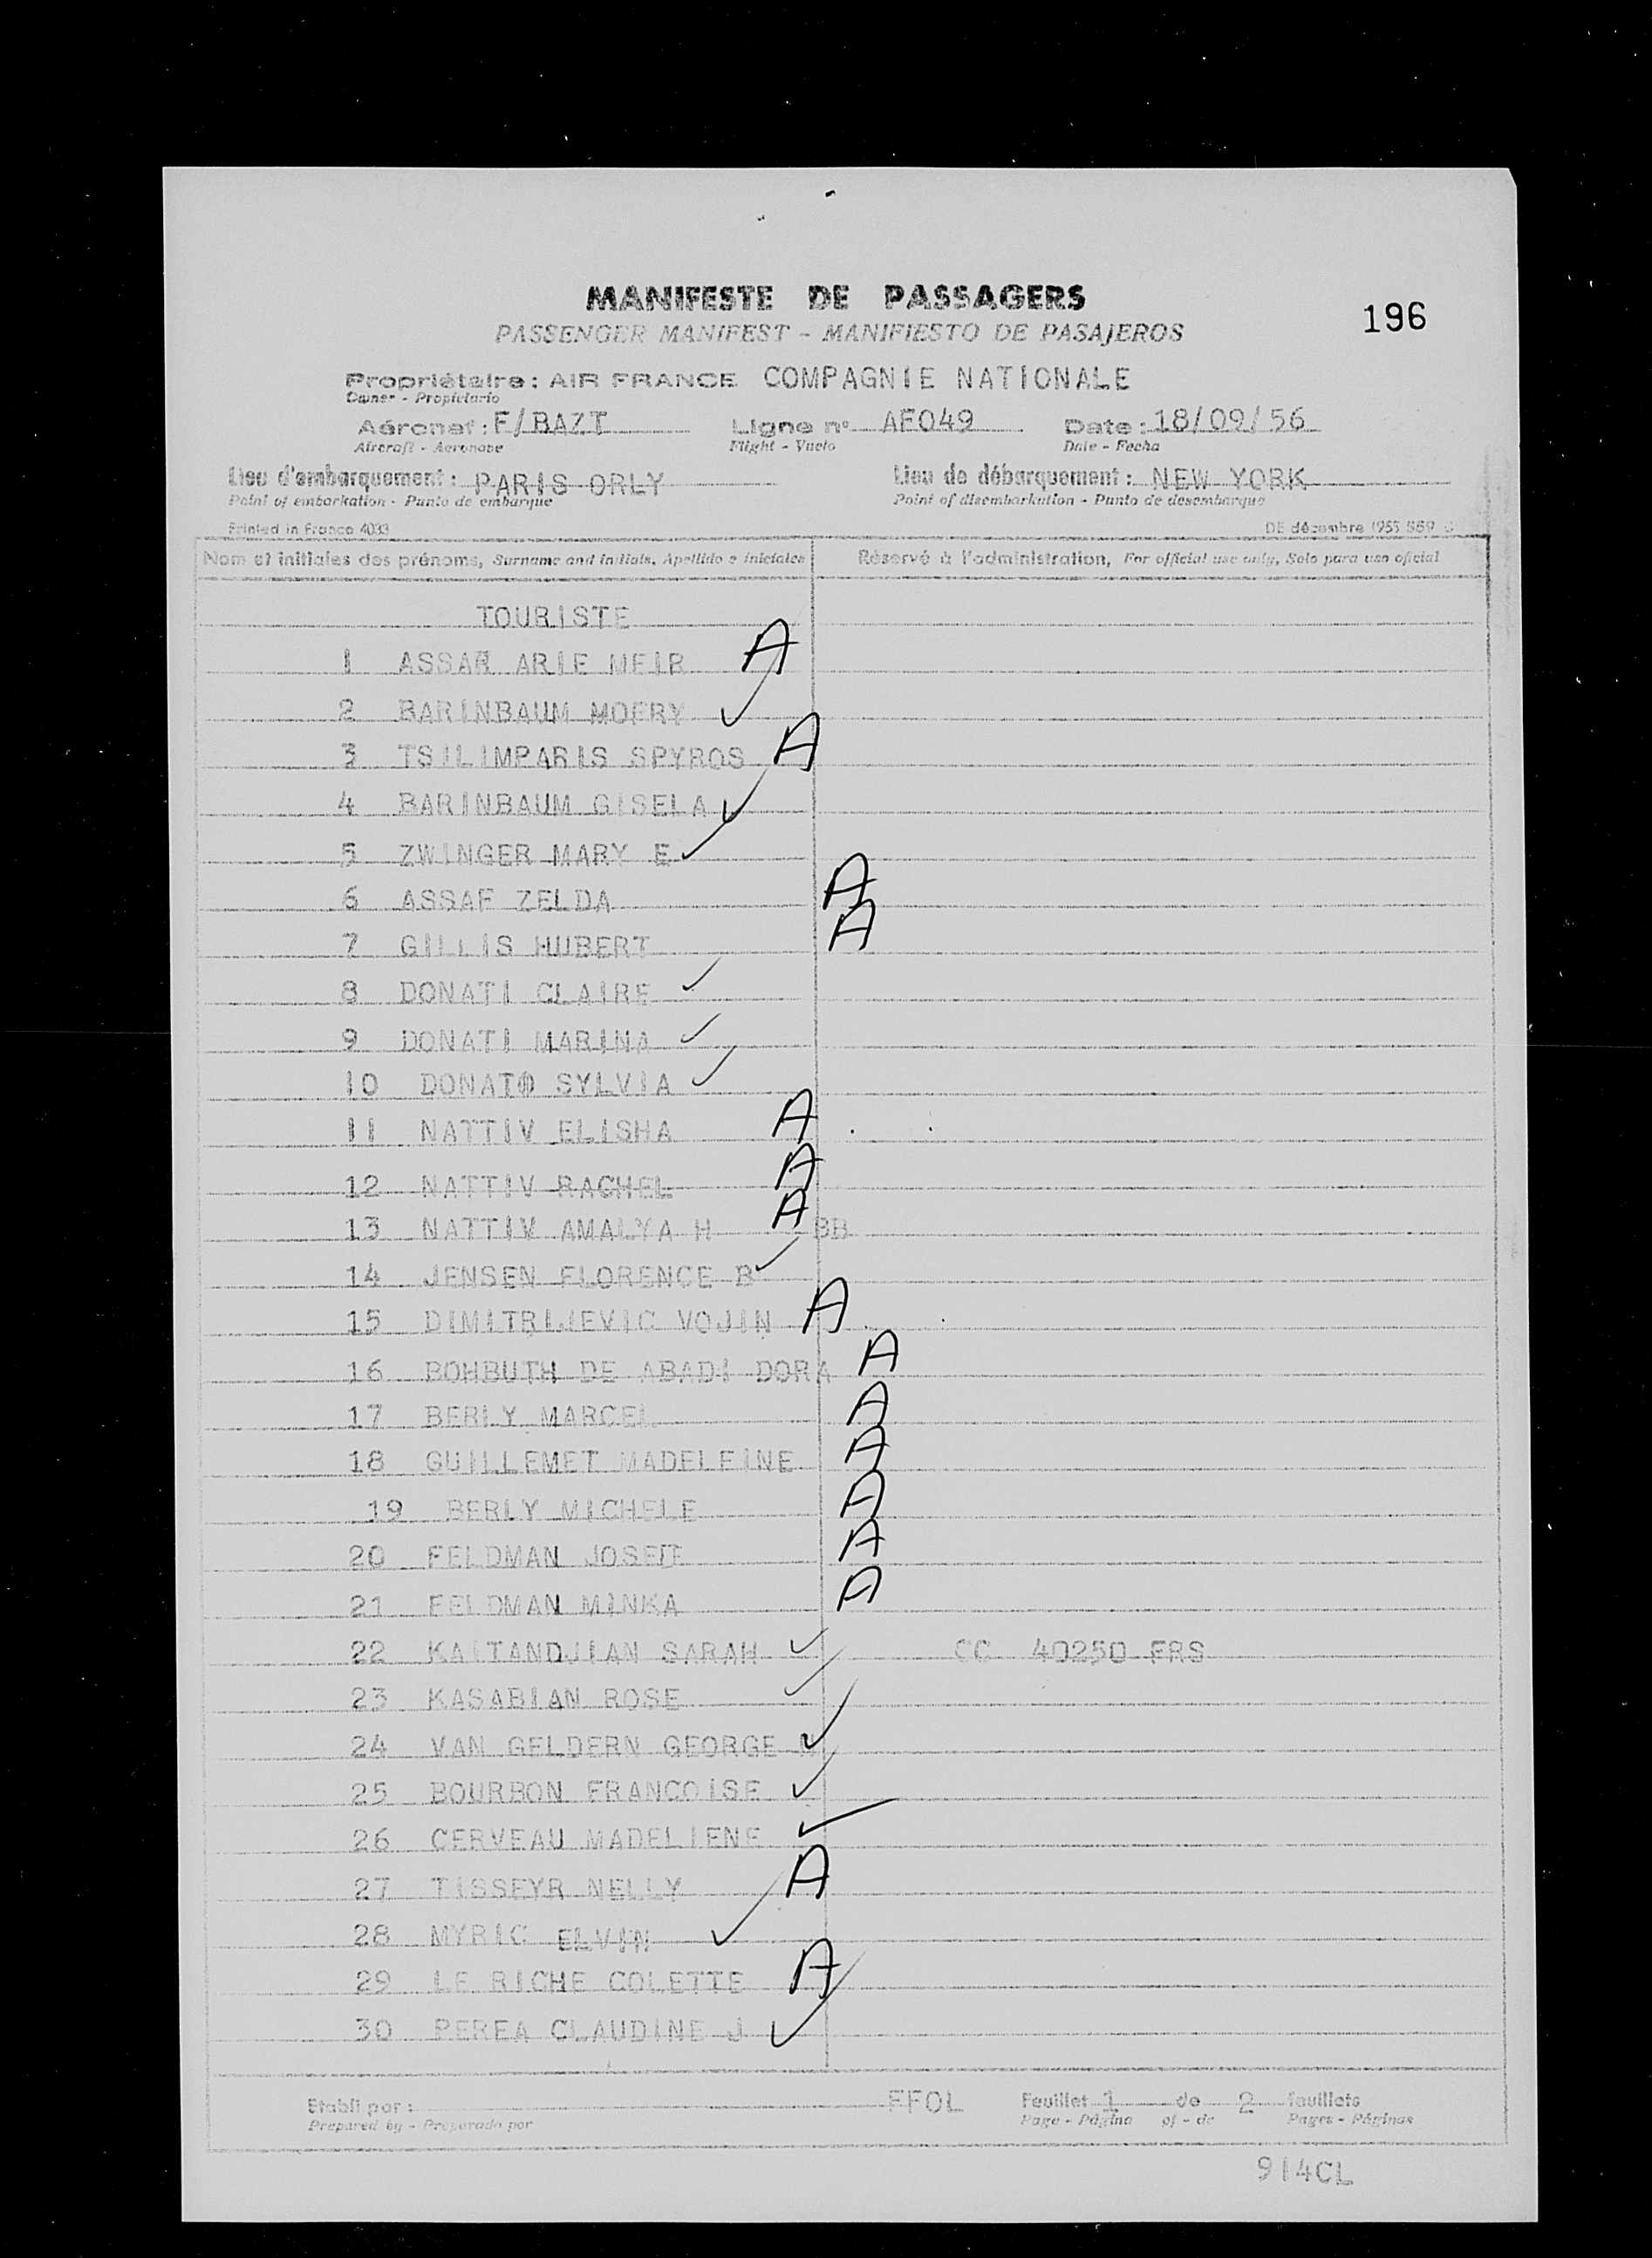 MANIFESTE DE PASSAGERS
PASSENGER MANIFEST - MANIFIESTO DE PASAJEROS
196
Propriétaire : AIR FRANCE COMPAGNIE NATIONALE
Owner - Propietario
Aéronef : F/BAZT Ligne n° AF049 Date : 18/09/56
Aircraft - Aeronave Flight - Vuelo Date - Fecha
Lieu d'embarquement : PARIS ORLY Lieu de débarquement : NEW YORK
Point of embarkation - Punto de embarque Point of disembarkation - Punto de desembarque
Printed in France 4033 DE décembre 1955 559
Nom et initiales des prénoms, Surname and initials, Apellido e iniciales Réservé à l'administration, For official use only, Solo para uso oficial
TOURISTE
1 ASSAR ARIE MEIR A
2 BARINBAUM MOFRY ✓
3 TSILIMPARIS SPYROS A
4 BARINBAUM GISELA ✓
5 ZWINGER MARY E ✓
6 ASSAF ZELDA A
7 GILLIS HUBERT A
8 DONATI CLAIRE ✓
9 DONATI MARINA ✓
10 DONATI SYLVIA ✓
11 NATTIV ELISHA A
12 NATTIV RACHEL A
13 NATTIV AMALYA H A BB
14 JENSEN FLORENCE B ✓
15 DIMITRIJEVIC VOJIN A
16 BOHBUTH DE ABADI DORA A
17 BERLY MARCEL A
18 GUILLEMET MADELEINE A
19 BERLY MICHELE A
20 FELDMAN JOSEF A
21 FELDMAN MINKA A
22 KAITANDJIAN SARAH ✓ CC 40250 FRS
23 KASABIAN ROSE ✓
24 VAN GELDERN GEORGE ✓
25 BOURBON FRANCOISE ✓
26 CERVEAU MADELIENE ✓
27 TISSEYR NELLY A
28 MYRIC ELVIN ✓
29 LE RICHE COLETTE A
30 PEREA CLAUDINE J ✓
Etabli par : FFOL Feuillet 1 de 2 feuillets
Prepared by - Preparado por Page - Página of - de Pages - Páginas
914CL